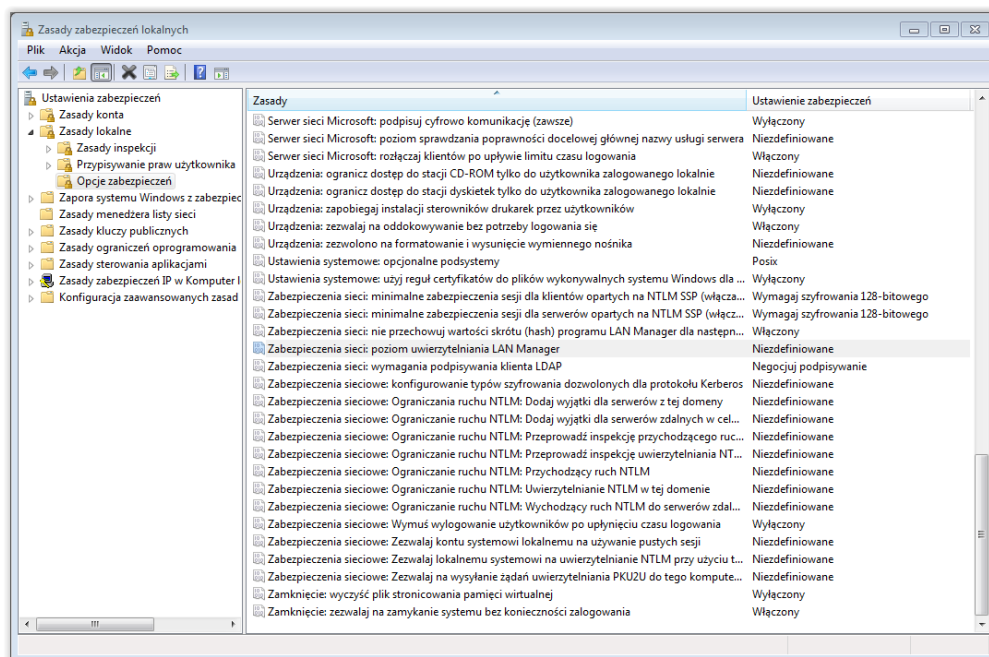 Zasady zabezpieczeń lokalnych
Plik Akcja Widok Pomoc
Ustawienia zabezpieczeń
Zasady konta
Zasady lokalne
Zasady inspekcji
Przypisywanie praw użytkownika
Opcje zabezpieczeń
Zapora systemu Windows z zabezpiec
Zasady menedżera listy sieci
Zasady kluczy publicznych
Zasady ograniczeń oprogramowania
Zasady sterowania aplikacjami
Zasady zabezpieczeń IP w Komputer l
Konfiguracja zaawansowanych zasad
Zasady Ustawienie zabezpieczeń
Serwer sieci Microsoft: podpisuj cyfrowo komunikację (zawsze) Wyłączony
Serwer sieci Microsoft: poziom sprawdzania poprawności docelowej głównej nazwy usługi serwera Niezdefiniowane
Serwer sieci Microsoft: rozłączaj klientów po upływie limitu czasu logowania Włączony
Urządzenia: ogranicz dostęp do stacji CD-ROM tylko do użytkownika zalogowanego lokalnie Niezdefiniowane
Urządzenia: ogranicz dostęp do stacji dyskietek tylko do użytkownika zalogowanego lokalnie Niezdefiniowane
Urządzenia: zapobiegaj instalacji sterowników drukarek przez użytkowników Wyłączony
Urządzenia: zezwalaj na oddokowywanie bez potrzeby logowania się Włączony
Urządzenia: zezwolono na formatowanie i wysunięcie wymiennego nośnika Niezdefiniowane
Ustawienia systemowe: opcjonalne podsystemy Posix
Ustawienia systemowe: użyj reguł certyfikatów do plików wykonywalnych systemu Windows dla ... Wyłączony
Zabezpieczenia sieci: minimalne zabezpieczenia sesji dla klientów opartych na NTLM SSP (włącza... Wymagaj szyfrowania 128-bitowego
Zabezpieczenia sieci: minimalne zabezpieczenia sesji dla serwerów opartych na NTLM SSP (włącz... Wymagaj szyfrowania 128-bitowego
Zabezpieczenia sieci: nie przechowuj wartości skrótu (hash) programu LAN Manager dla następn... Włączony
Zabezpieczenia sieci: poziom uwierzytelniania LAN Manager Niezdefiniowane
Zabezpieczenia sieci: wymagania podpisywania klienta LDAP Negocjuj podpisywanie
Zabezpieczenia sieciowe: konfigurowanie typów szyfrowania dozwolonych dla protokołu Kerberos Niezdefiniowane
Zabezpieczenia sieciowe: Ograniczanie ruchu NTLM: Dodaj wyjątki dla serwerów z tej domeny Niezdefiniowane
Zabezpieczenia sieciowe: Ograniczanie ruchu NTLM: Dodaj wyjątki dla serwerów zdalnych w cel... Niezdefiniowane
Zabezpieczenia sieciowe: Ograniczanie ruchu NTLM: Przeprowadź inspekcję przychodzącego ruc... Niezdefiniowane
Zabezpieczenia sieciowe: Ograniczanie ruchu NTLM: Przeprowadź inspekcję uwierzytelniania NT... Niezdefiniowane
Zabezpieczenia sieciowe: Ograniczanie ruchu NTLM: Przychodzący ruch NTLM Niezdefiniowane
Zabezpieczenia sieciowe: Ograniczanie ruchu NTLM: Uwierzytelnianie NTLM w tej domenie Niezdefiniowane
Zabezpieczenia sieciowe: Ograniczanie ruchu NTLM: Wychodzący ruch NTLM do serwerów zdal... Niezdefiniowane
Zabezpieczenia sieciowe: Wymuś wylogowanie użytkowników po upłynięciu czasu logowania Wyłączony
Zabezpieczenia sieciowe: Zezwalaj kontu systemowi lokalnemu na używanie pustych sesji Niezdefiniowane
Zabezpieczenia sieciowe: Zezwalaj lokalnemu systemowi na uwierzytelnianie NTLM przy użyciu t... Niezdefiniowane
Zabezpieczenia sieciowe: Zezwalaj na wysyłanie żądań uwierzytelniania PKU2U do tego kompute... Niezdefiniowane
Zamknięcie: wyczyść plik stronicowania pamięci wirtualnej Wyłączony
Zamknięcie: zezwalaj na zamykanie systemu bez konieczności zalogowania Włączony